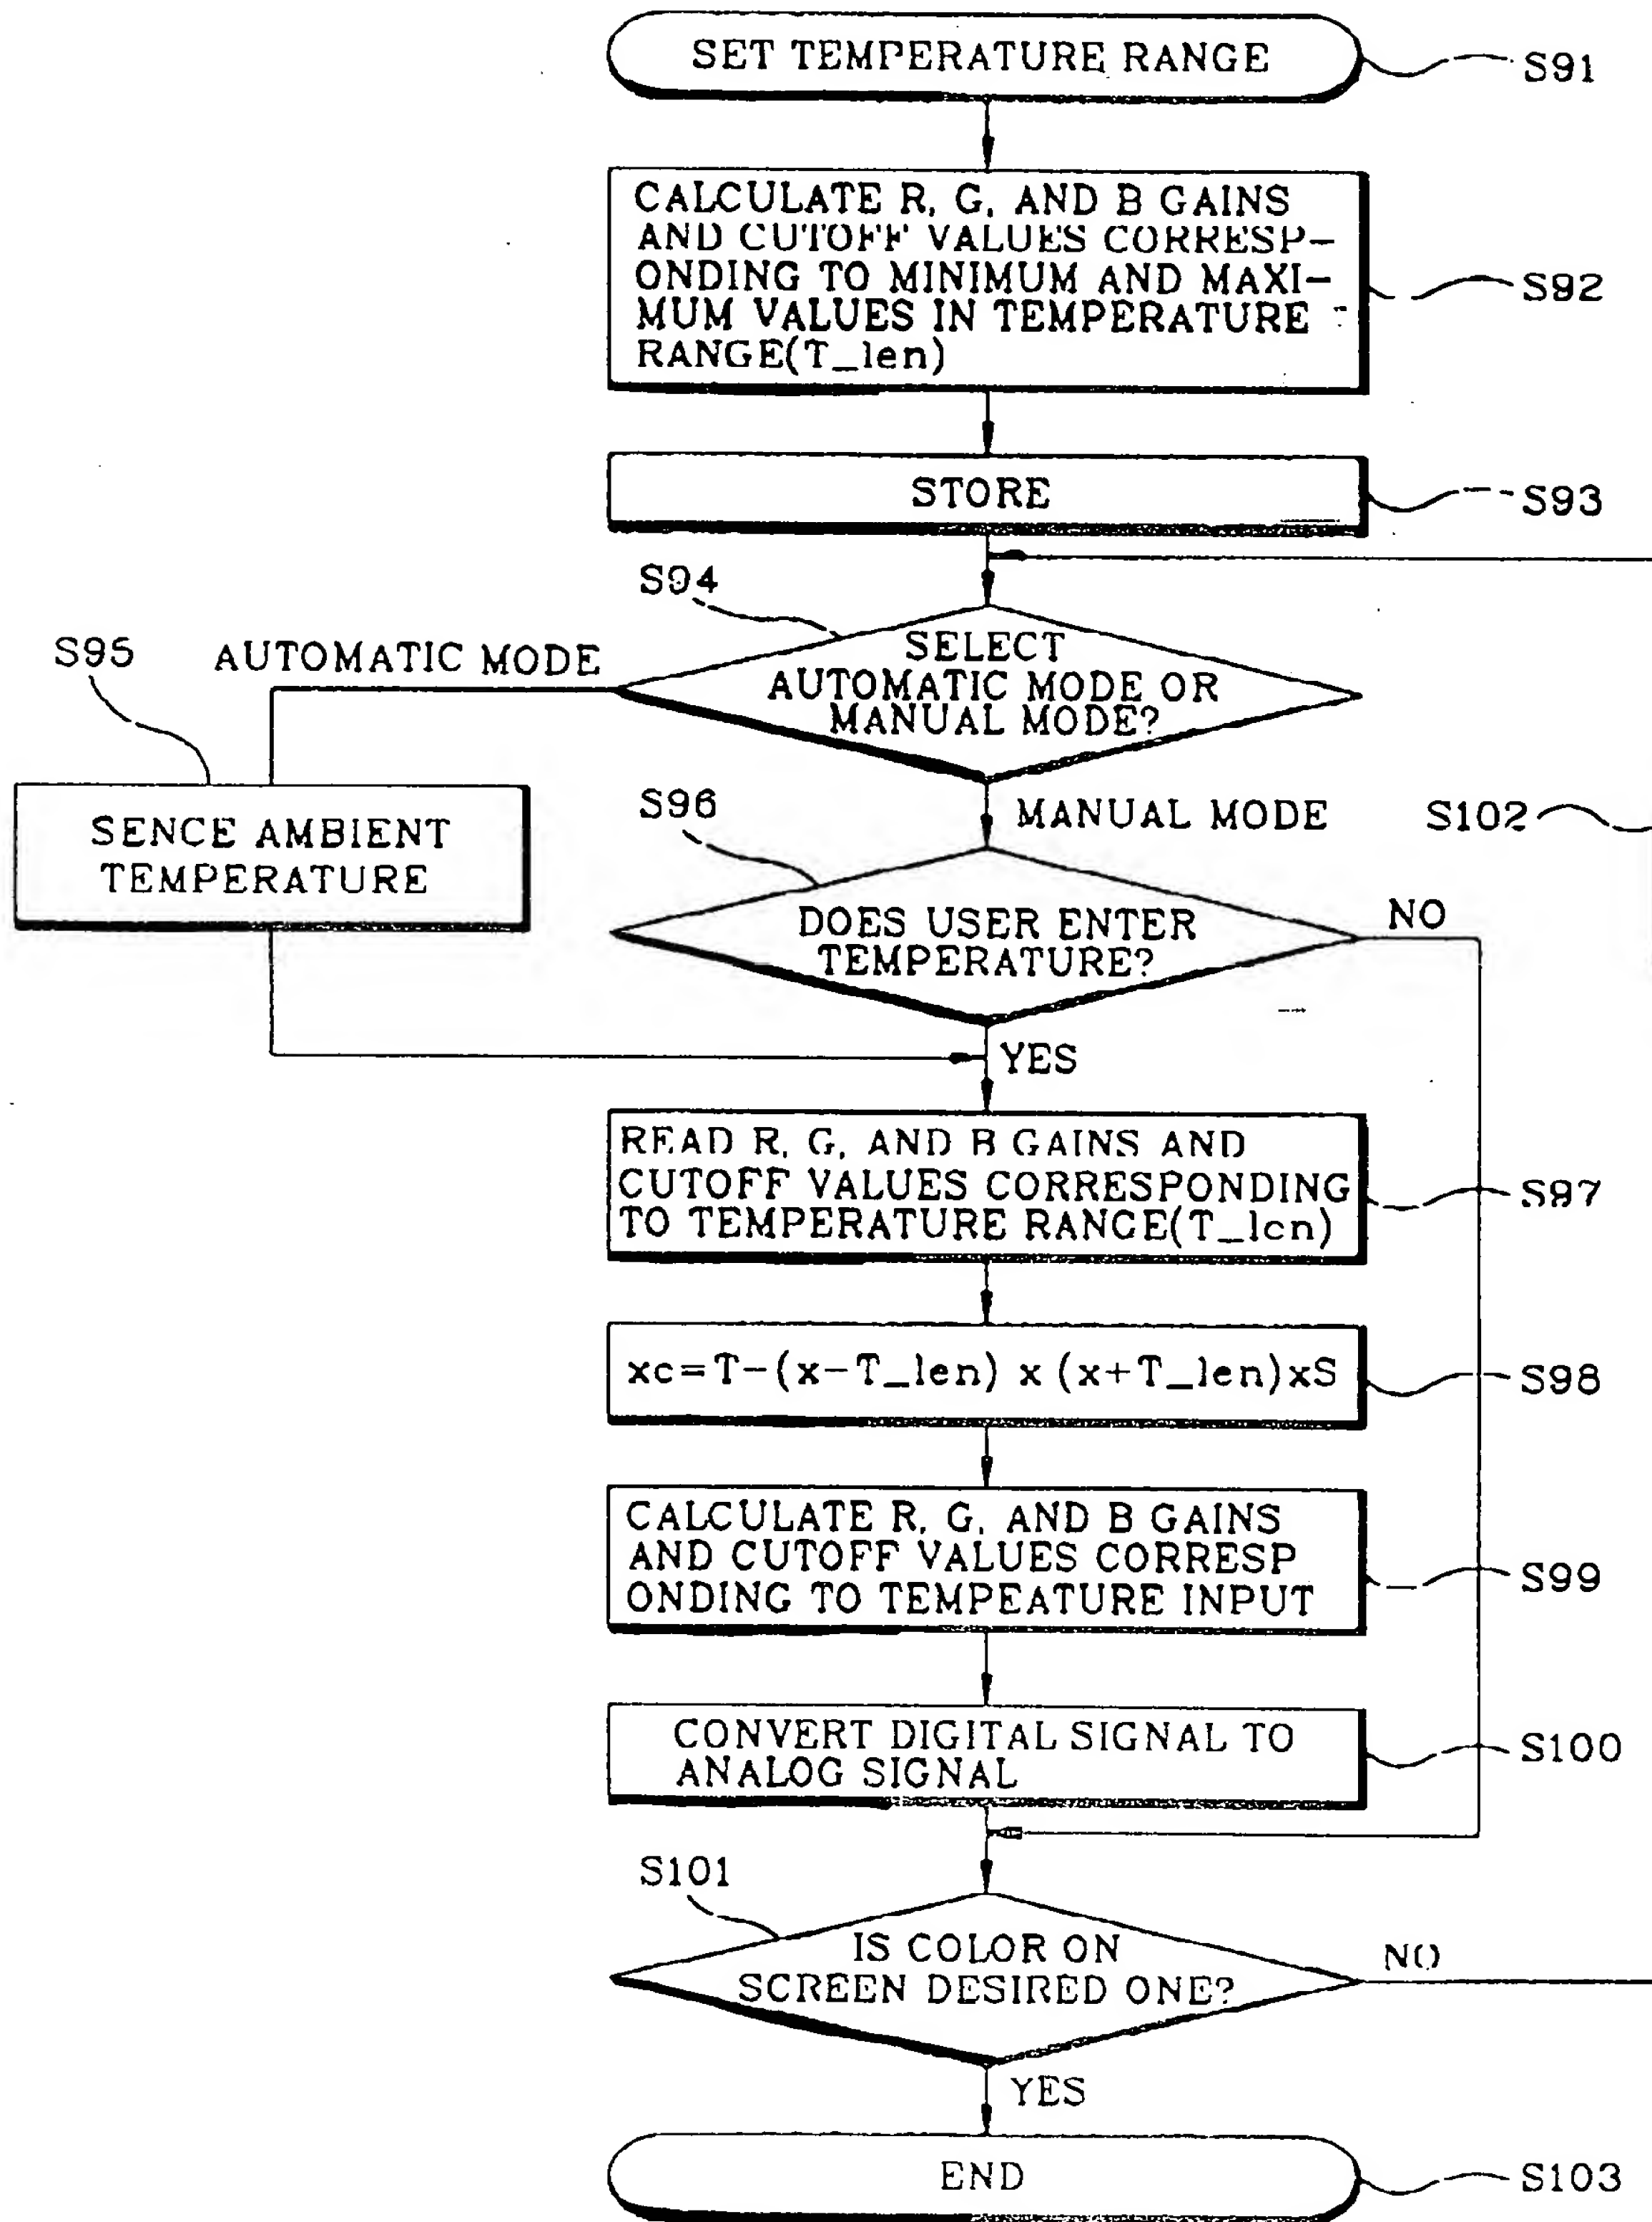 SET TEMPERATURE RANGE
S91
CALCULATE R, G, AND B GAINS
AND CUTOFF VALUES CORRESP-
ONDING TO MINIMUM AND MAXI-
MUM VALUES IN TEMPERATURE
RANGE(T_len)
S92
STORE
S93
S94
SELECT
AUTOMATIC MODE OR
MANUAL MODE?
AUTOMATIC MODE
S95
SENCE AMBIENT
TEMPERATURE
MANUAL MODE
S96
S102
DOES USER ENTER
TEMPERATURE?
NO
YES
READ R, G, AND B GAINS AND
CUTOFF VALUES CORRESPONDING
TO TEMPERATURE RANGE(T_len)
S97
xc=T-(x-T_len) x (x+T_len)xS
S98
CALCULATE R, G, AND B GAINS
AND CUTOFF VALUES CORRESP
ONDING TO TEMPEATURE INPUT
S99
CONVERT DIGITAL SIGNAL TO
ANALOG SIGNAL
S100
S101
IS COLOR ON
SCREEN DESIRED ONE?
NO
YES
END
S103